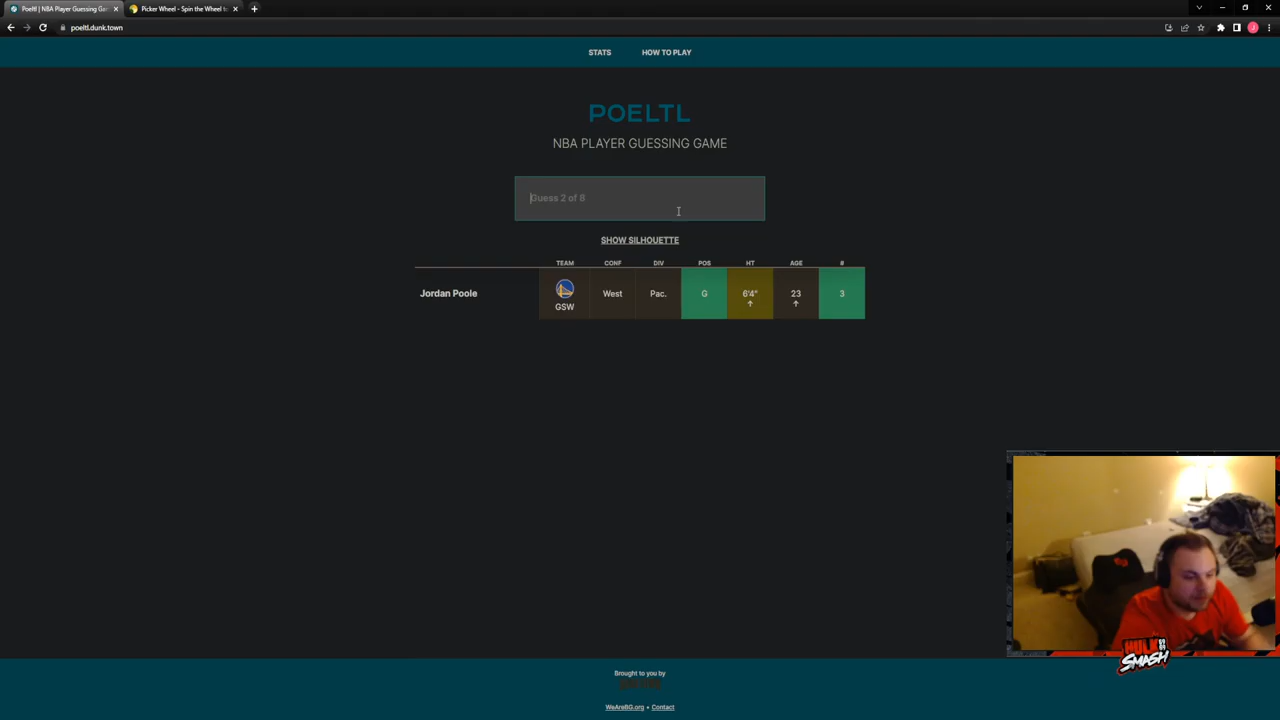 Poeltl | NBA Player Guessing Ga
Picker Wheel - Spin the Wheel t
poeltl.dunk.town
STATS
HOW TO PLAY
POELTL
NBA PLAYER GUESSING GAME
Guess 2 of 8
SHOW SILHOUETTE
TEAM CONF DIV POS HT AGE #
Jordan Poole GSW West Pac. G 6'4" ↑ 23 ↑ 3
HULK
SMASH
Brought to you by
WeAreBG.org • Contact